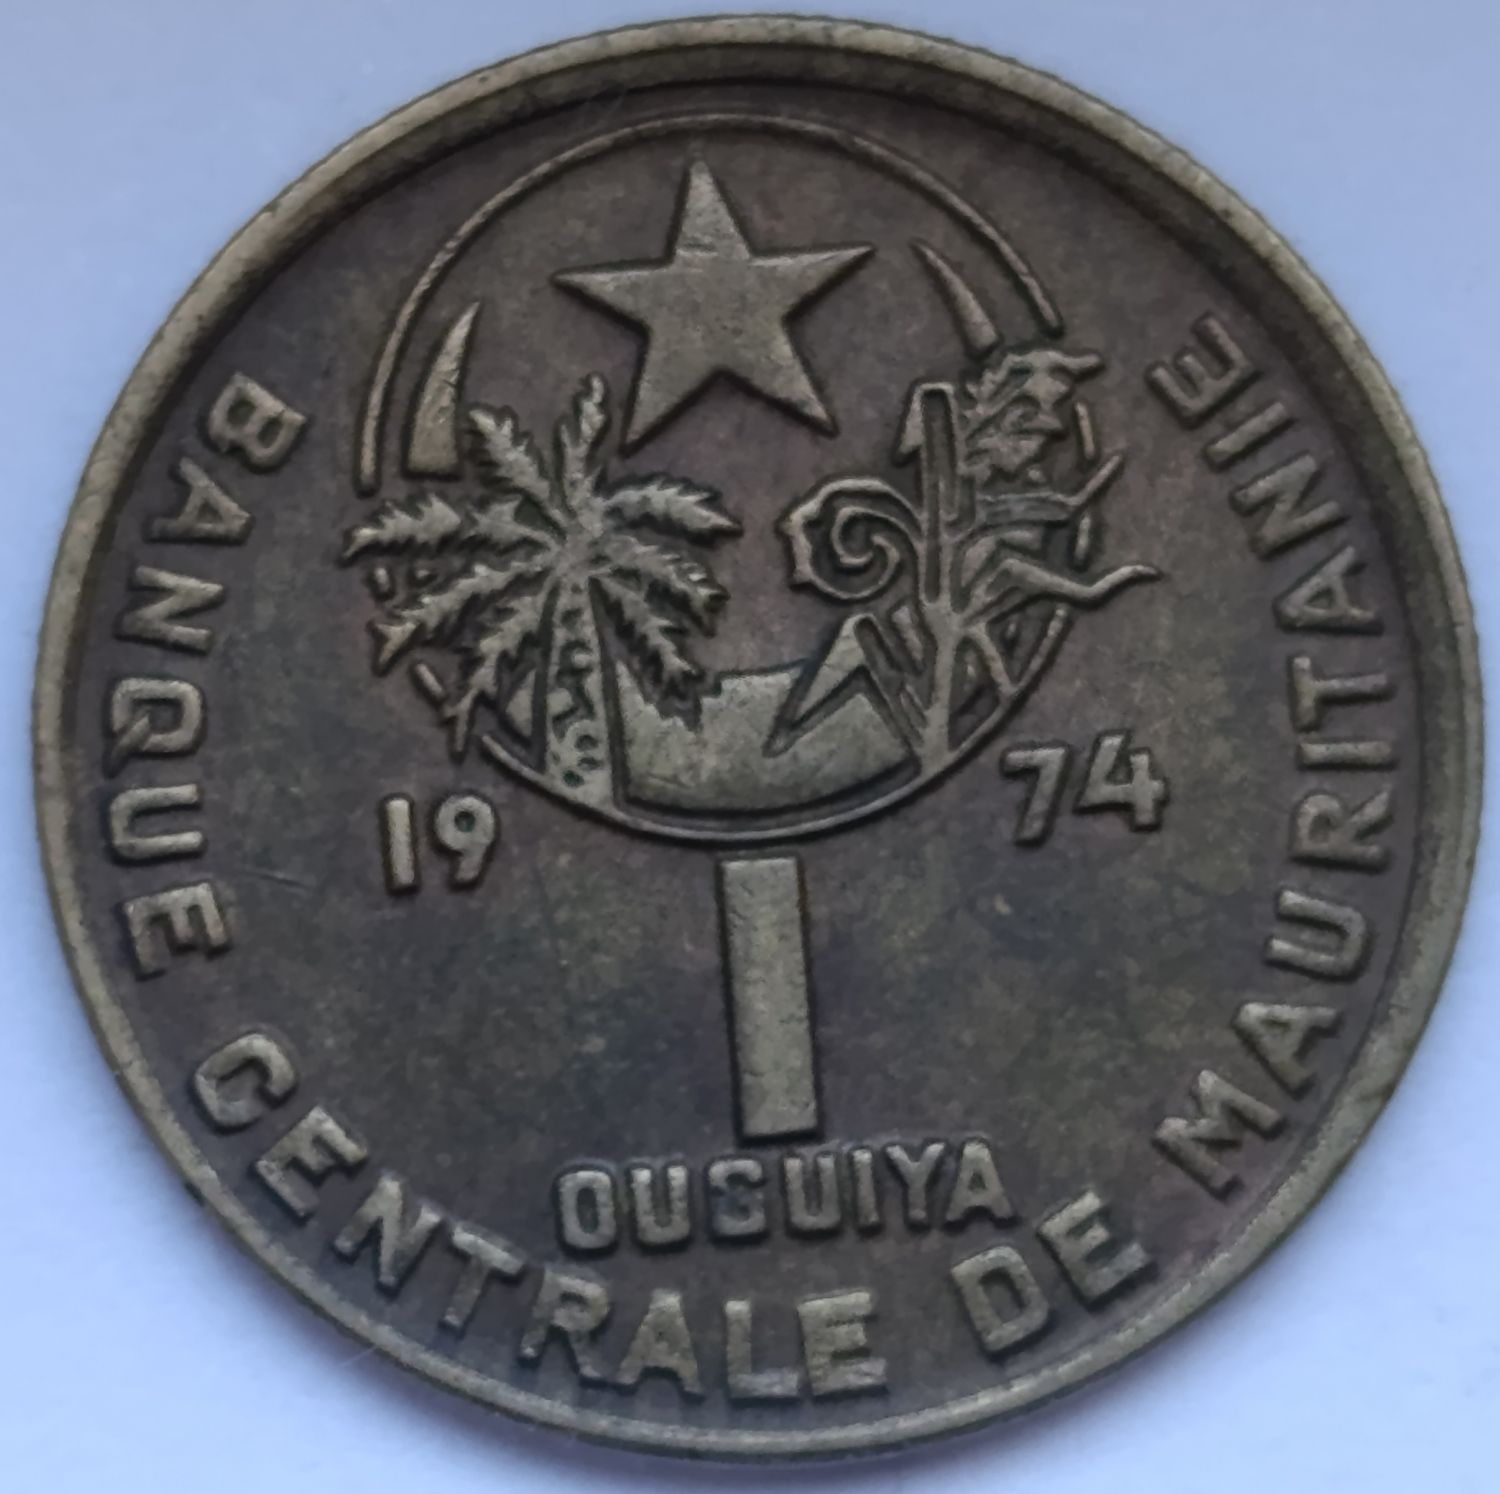 BANQUE CENTRALE DE MAURITANIE
19 74
1
OUGUIYA